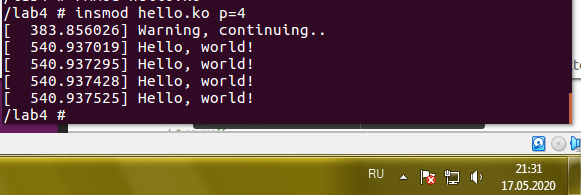 /lab4 # insmod hello.ko p=4
[  383.856026] Warning, continuing..
[  540.937019] Hello, world!
[  540.937295] Hello, world!
[  540.937428] Hello, world!
[  540.937525] Hello, world!
/lab4 #
RU
21:31
17.05.2020